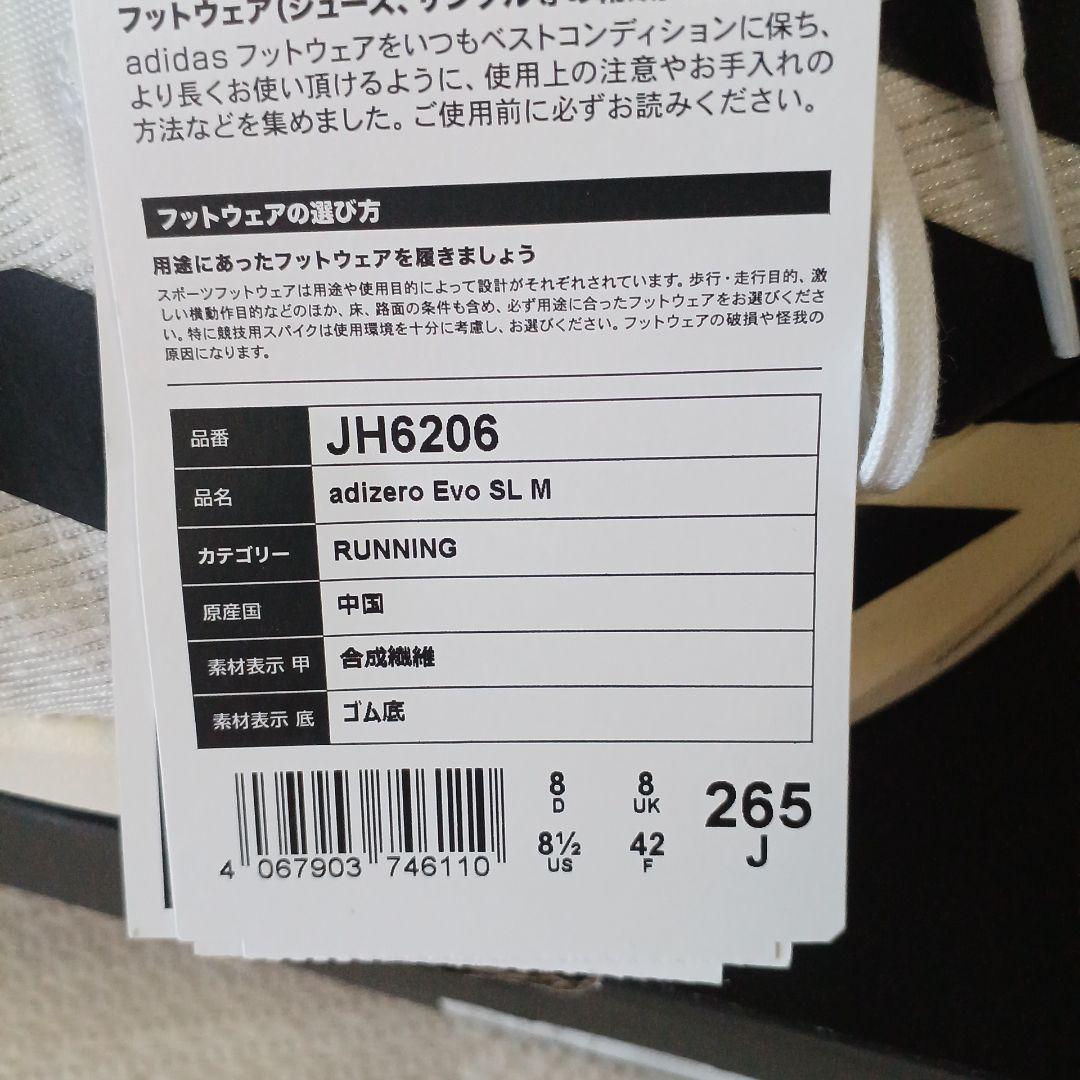 フットウェア(シューズ、サンダル
adidas フットウェアをいつもベストコンディションに保ち、
より長くお使い頂けるように、使用上の注意やお手入れの
方法などを集めました。ご使用前に必ずお読みください。
フットウェアの選び方
用途にあったフットウェアを履きましょう
スポーツフットウェアは用途や使用目的によって設計がそれぞれされています。歩行・走行目的、激
しい横動作目的などのほか、床、路面の条件も含め、必ず用途に合ったフットウェアをお選びくださ
い。特に競技用スパイクは使用環境を十分に考慮し、お選びください。フットウェアの破損や怪我の
原因になります。
品番 JH6206
品名 adizero Evo SL M
カテゴリー RUNNING
原産国 中国
素材表示 甲 合成繊維
素材表示 底 ゴム底
4 067903 746110
8 D
8 UK
8½ US
42 F
265 J